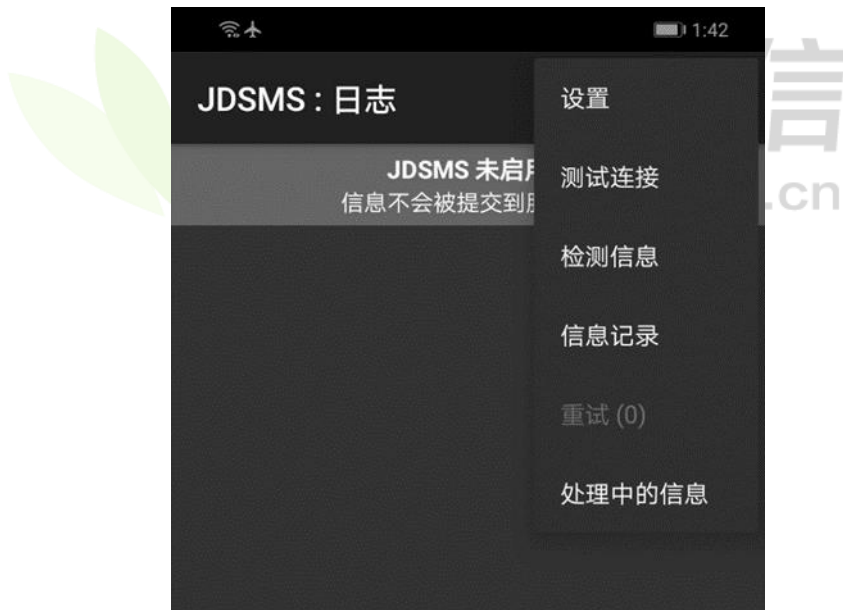 1:42
JDSMS : 日志
JDSMS 未启
信息不会被提交到
设置
测试连接
检测信息
信息记录
重试 (0)
处理中的信息
信
.cn